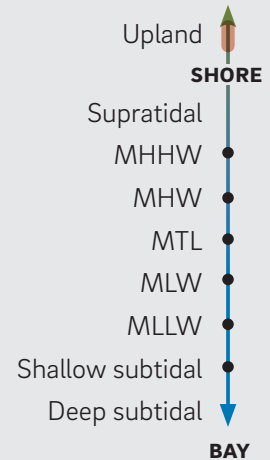 Upland
SHORE
Supratidal
MHHW
MHW
MTL
MLW
MLLW
Shallow subtidal
Deep subtidal
BAY